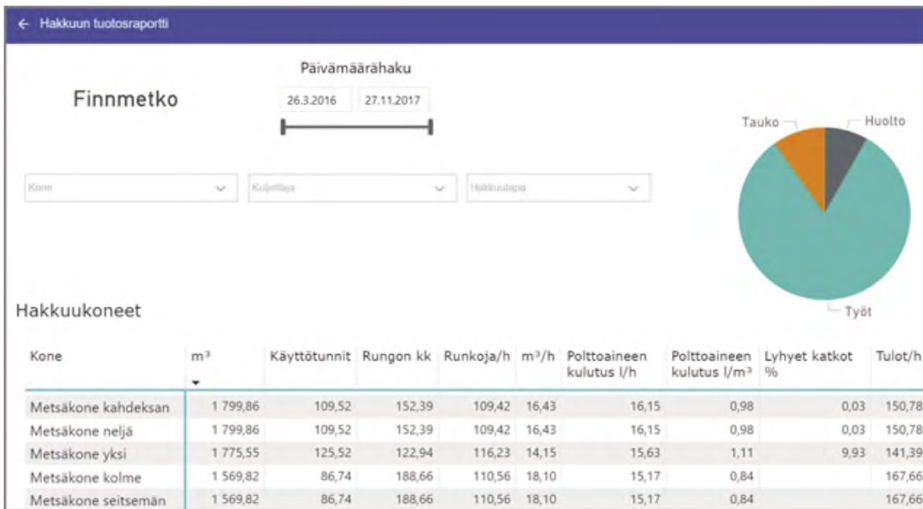 ← Hakkuun tuotosraportti
Päivämäärähaku
Finnmetko
26.3.2016 27.11.2017
Tauko
Huolto
Kone
Kuljettaja
Hakkuutapa
Työt
Hakkuukoneet
Kone m³ Käyttötunnit Rungon kk Runkoja/h m³/h Polttoaineen kulutus l/h Polttoaineen kulutus l/m³ Lyhyet katkot % Tulot/h
Metsäkone kahdeksan 1 799,86 109,52 152,39 109,42 16,43 16,15 0,98 0,03 150,78
Metsäkone neljä 1 799,86 109,52 152,39 109,42 16,43 16,15 0,98 0,03 150,78
Metsäkone yksi 1 775,55 125,52 122,94 116,23 14,15 15,63 1,11 9,93 141,39
Metsäkone kolme 1 569,82 86,74 188,66 110,56 18,10 15,17 0,84 167,66
Metsäkone seitsemän 1 569,82 86,74 188,66 110,56 18,10 15,17 0,84 167,66